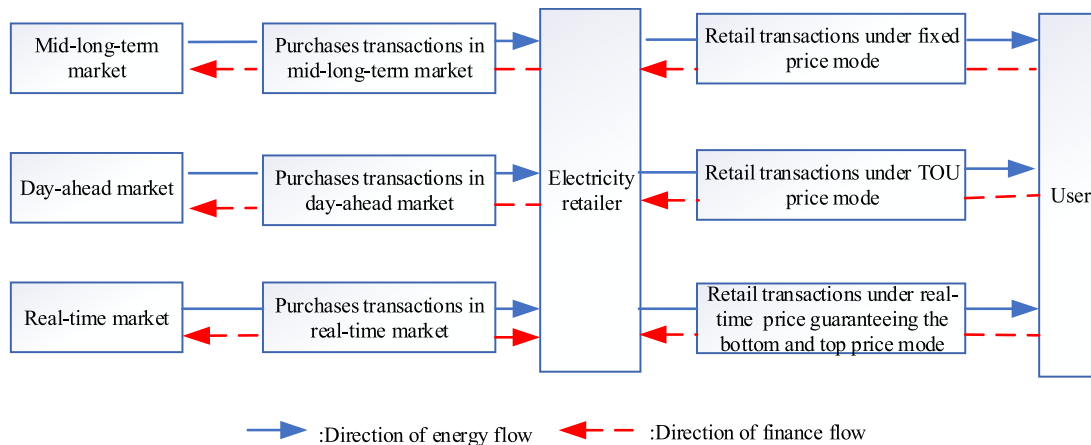 Mid-long-term
market
Purchases transactions in
mid-long-term market
Retail transactions under fixed
price mode
Day-ahead market
Purchases transactions in
day-ahead market
Electricity
retailer
Retail transactions under TOU
price mode
User
Real-time market
Purchases transactions in
real-time market
Retail transactions under real-
time price guaranteeing the
bottom and top price mode
:Direction of energy flow
:Direction of finance flow